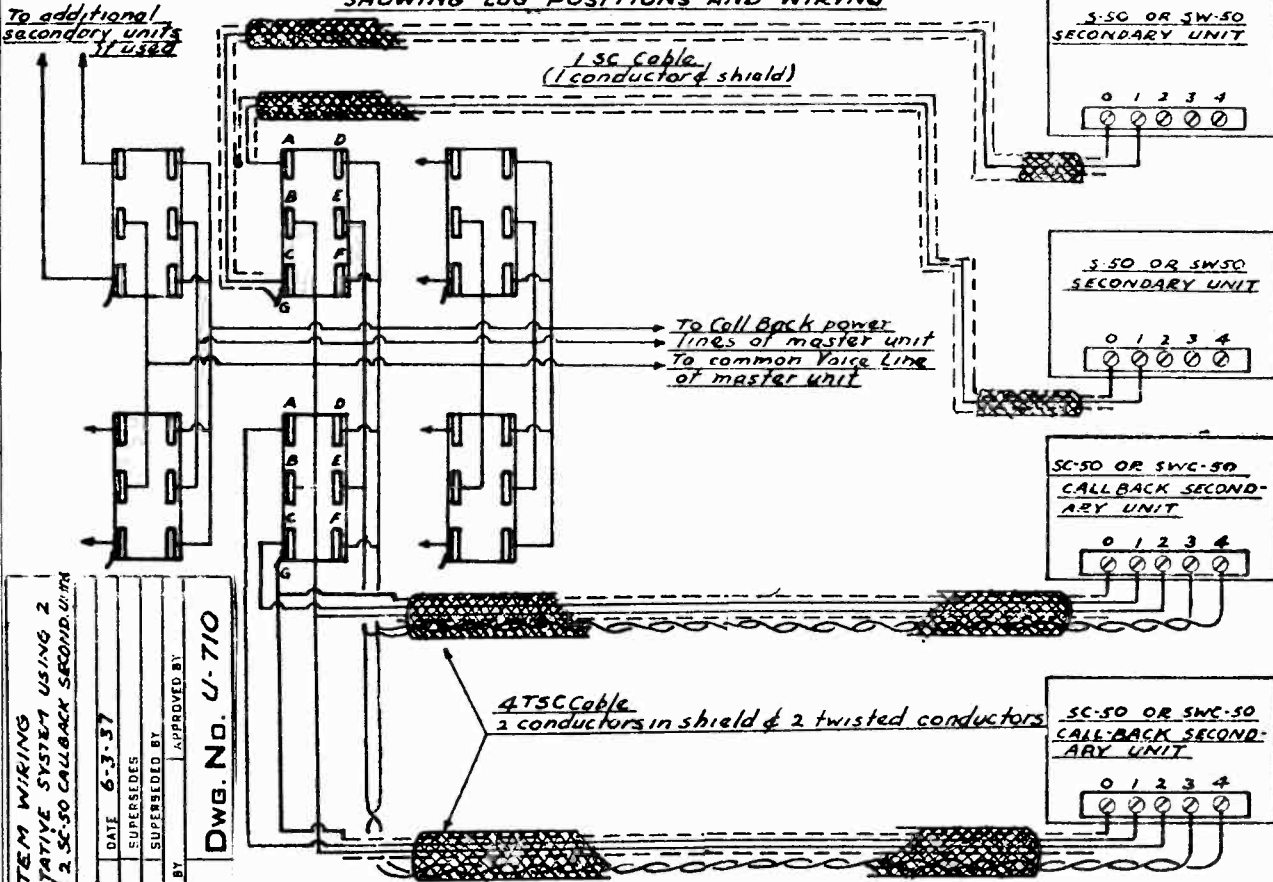 SHOWING LUG POSITIONS AND WIRING
To additional
secondary units
if used
1 SC Cable
(1 conductor & shield)
S-50 OR SW-50
SECONDARY UNIT
0 1 2 3 4
A D
B E
C F
G
S-50 OR SW50
SECONDARY UNIT
0 1 2 3 4
To Call Back power
lines of master unit
To common Voice Line
of master unit
A D
B E
C F
G
SC-50 OR SWC-50
CALL BACK SECOND-
ARY UNIT
0 1 2 3 4
4 TSC Cable
2 conductors in shield & 2 twisted conductors
SC-50 OR SWC-50
CALL-BACK SECOND-
ARY UNIT
0 1 2 3 4
TEM WIRING
TATIVE SYSTEM USING 2
2 SC-50 CALLBACK SECOND. UNITS
DATE 6-3-37
SUPERSEDES
SUPERSEDED BY
BY APPROVED BY
DWG. NO. U-710